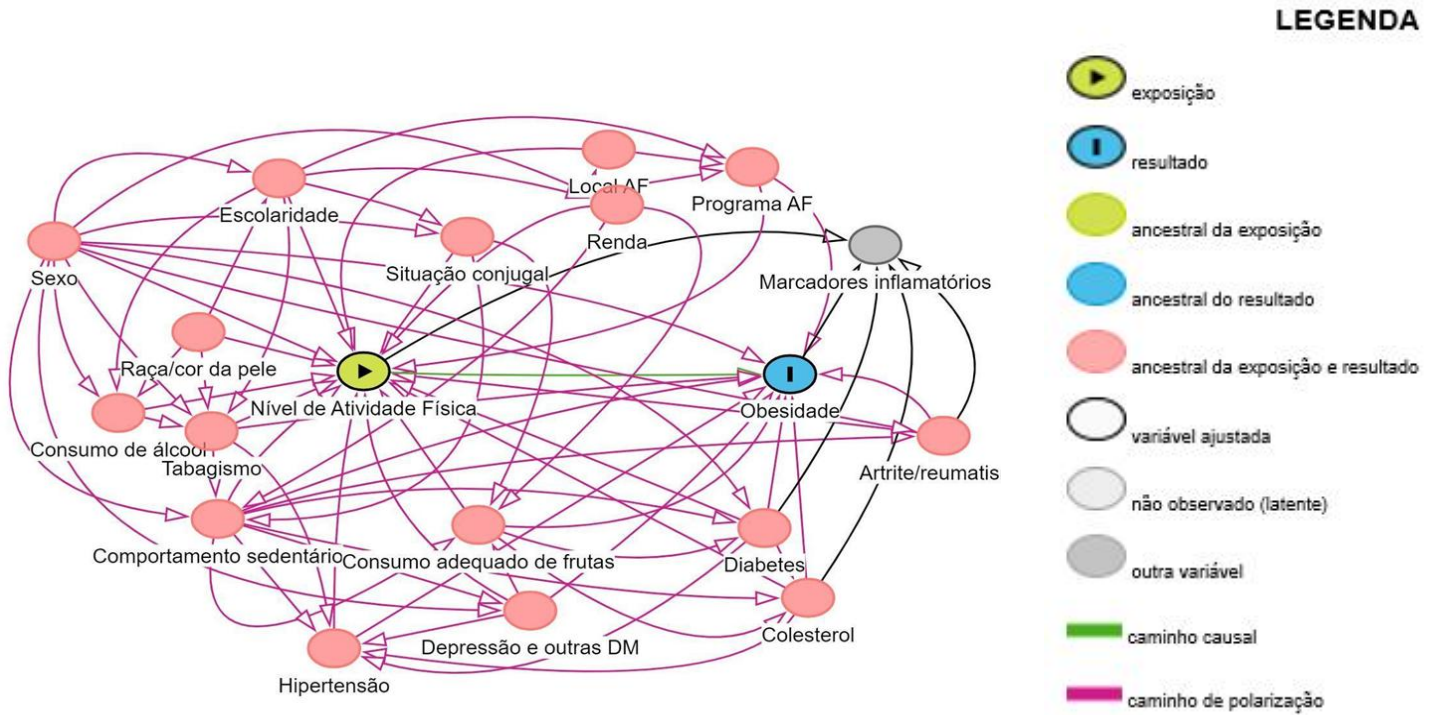 LEGENDA
exposição
resultado
ancestral da exposição
ancestral do resultado
ancestral da exposição e resultado
variável ajustada
não observado (latente)
outra variável
caminho causal
caminho de polarização
Local AF
Programa AF
Escolaridade
Renda
Sexo
Situação conjugal
Marcadores inflamatórios
Raça/cor da pele
Nível de Atividade Física
Obesidade
Consumo de álcool
Tabagismo
Artrite/reumatis
Comportamento sedentário
Consumo adequado de frutas
Diabetes
Depressão e outras DM
Colesterol
Hipertensão